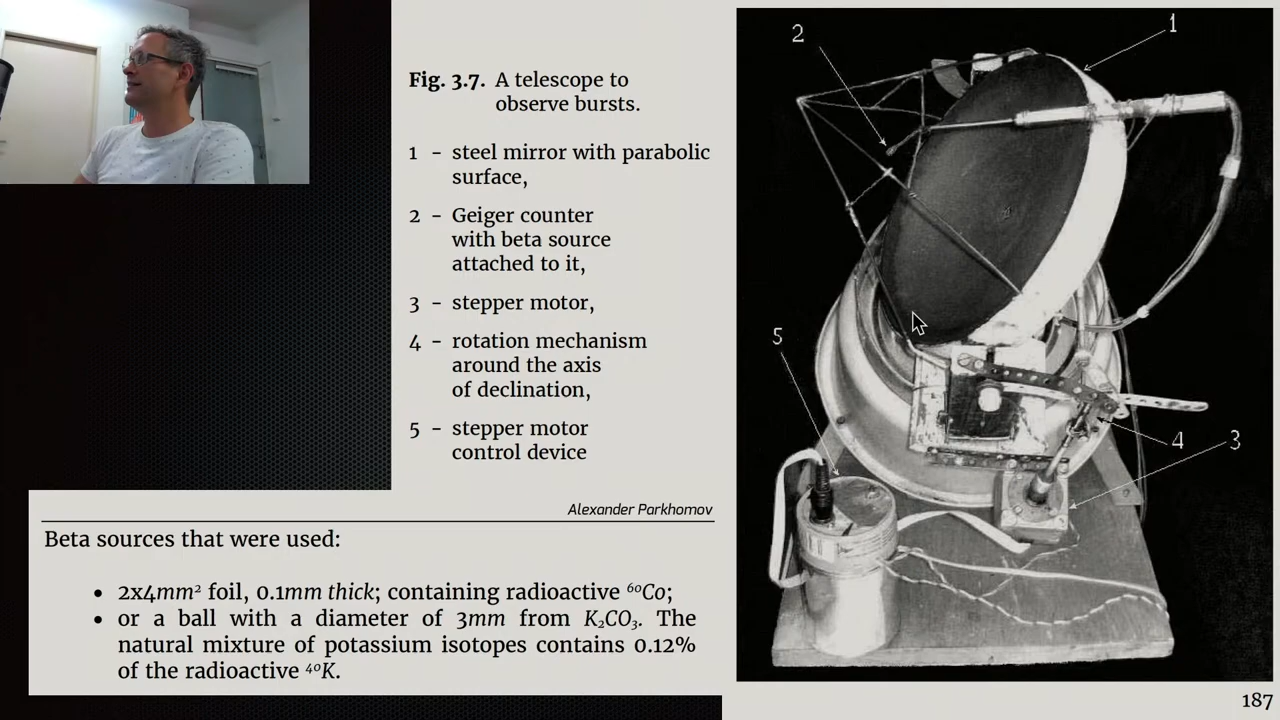 Fig. 3.7. A telescope to
observe bursts.
1 - steel mirror with parabolic
surface,
2 - Geiger counter
with beta source
attached to it,
3 - stepper motor,
4 - rotation mechanism
around the axis
of declination,
5 - stepper motor
control device
Alexander Parkhomov
Beta sources that were used:
• 2x4mm² foil, 0.1mm thick; containing radioactive ⁶⁰Co;
• or a ball with a diameter of 3mm from K₂CO₃. The
natural mixture of potassium isotopes contains 0.12%
of the radioactive ⁴⁰K.
1
2
5
4
3
187